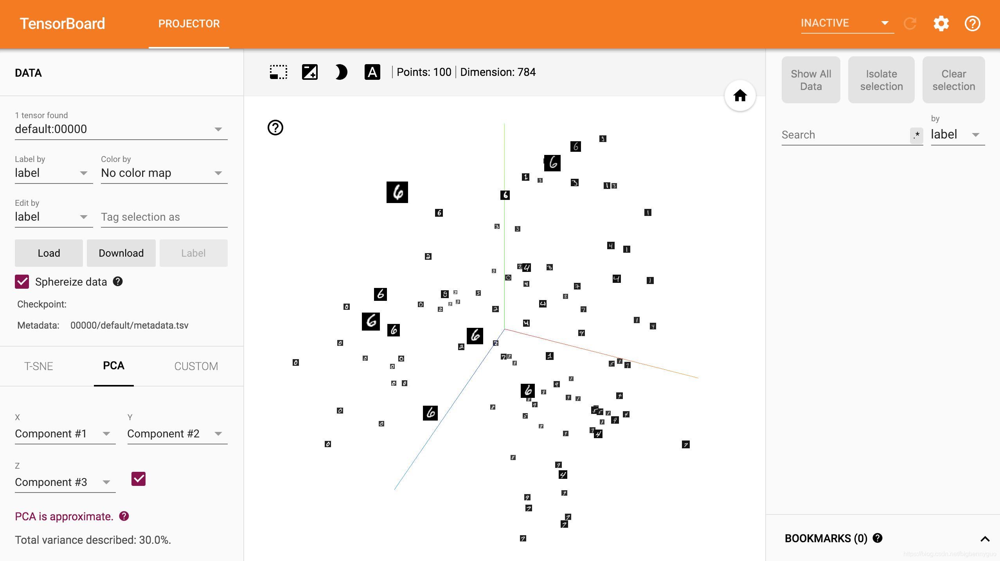 TensorBoard
PROJECTOR
INACTIVE
DATA
1 tensor found
default:00000
Label by
label
Color by
No color map
Edit by
label
Tag selection as
Load
Download
Label
Sphereize data
Checkpoint:
Metadata: 00000/default/metadata.tsv
T-SNE
PCA
CUSTOM
X
Component #1
Y
Component #2
Z
Component #3
PCA is approximate.
Total variance described: 30.0%.
A
Points: 100 | Dimension: 784
Show All
Data
Isolate
selection
Clear
selection
Search
.*
by
label
BOOKMARKS (0)
https://blog.csdn.net/bigbennyguo